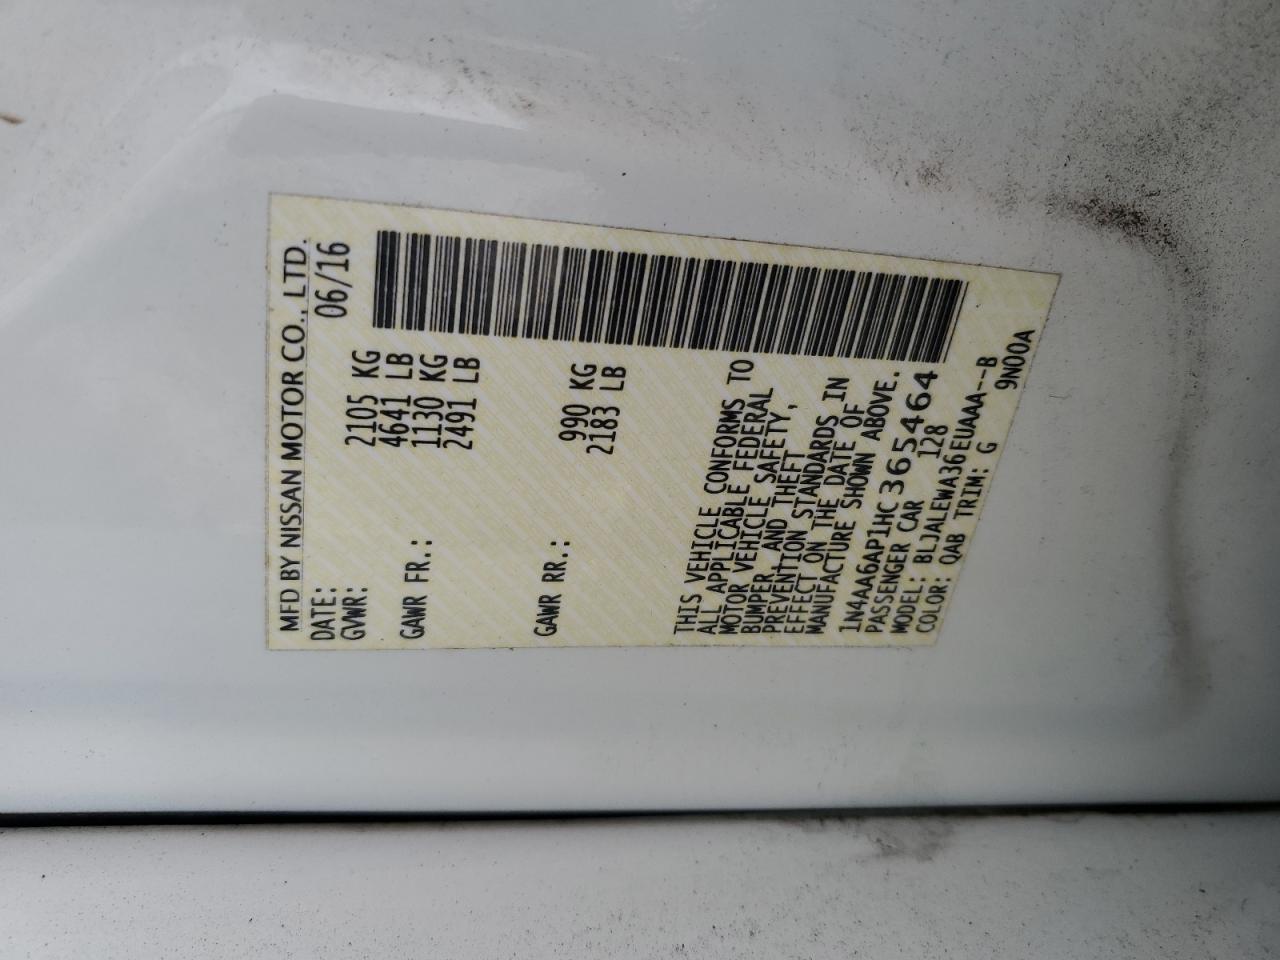 MFD BY NISSAN MOTOR CO., LTD.
DATE: 06/16
GVWR: 2105 KG
4641 LB
GAWR FR.: 1130 KG
2491 LB
GAWR RR.: 990 KG
2183 LB
THIS VEHICLE CONFORMS TO
ALL APPLICABLE FEDERAL
MOTOR VEHICLE SAFETY,
BUMPER, AND THEFT
PREVENTION STANDARDS IN
EFFECT ON THE DATE OF
MANUFACTURE SHOWN ABOVE.
1N4AA6AP1HC365464
PASSENGER CAR 128
MODEL: BLJALEWA36EUAAA--B
COLOR: QAB TRIM: G 9N00A